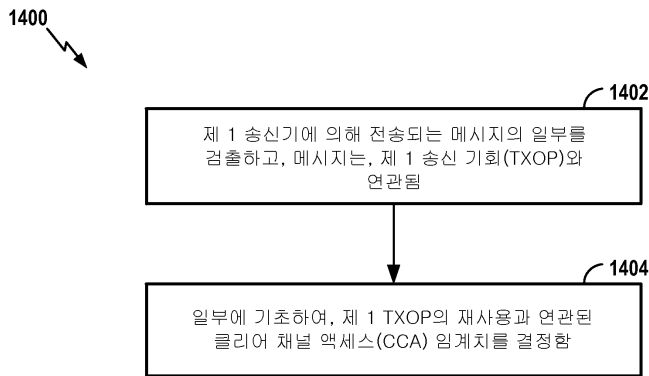 1400
1402
제 1 송신기에 의해 전송되는 메시지의 일부를
검출하고, 메시지는, 제 1 송신 기회(TXOP)와
연관됨
1404
일부에 기초하여, 제 1 TXOP의 재사용과 연관된
클리어 채널 액세스(CCA) 임계치를 결정함